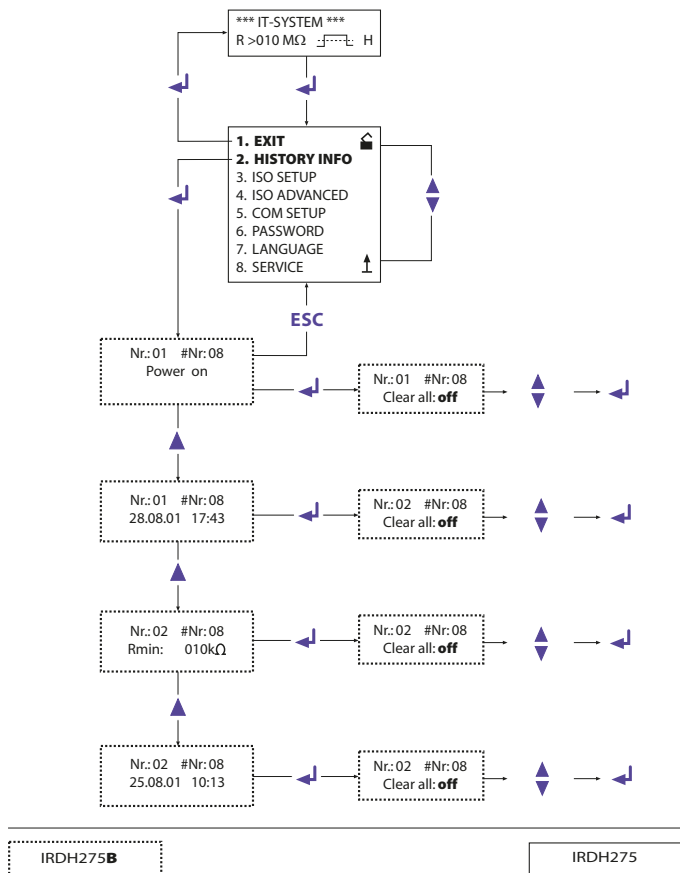 *** IT-SYSTEM ***
R >010 MΩ H
1. EXIT
2. HISTORY INFO
3. ISO SETUP
4. ISO ADVANCED
5. COM SETUP
6. PASSWORD
7. LANGUAGE
8. SERVICE
ESC
Nr.: 01 #Nr: 08
Power on
Nr.: 01 #Nr: 08
Clear all: off
Nr.: 01 #Nr: 08
28.08.01 17:43
Nr.: 02 #Nr: 08
Clear all: off
Nr.: 02 #Nr: 08
Rmin: 010kΩ
Nr.: 02 #Nr: 08
Clear all: off
Nr.: 02 #Nr: 08
25.08.01 10:13
Nr.: 02 #Nr: 08
Clear all: off
IRDH275B
IRDH275